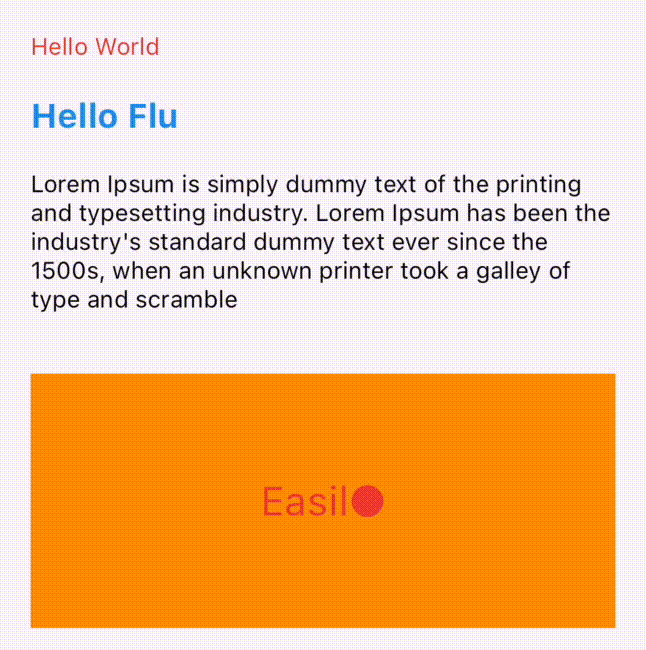 Hello World
Hello Flu
Lorem Ipsum is simply dummy text of the printing
and typesetting industry. Lorem Ipsum has been the
industry's standard dummy text ever since the
1500s, when an unknown printer took a galley of
type and scramble
Easil●